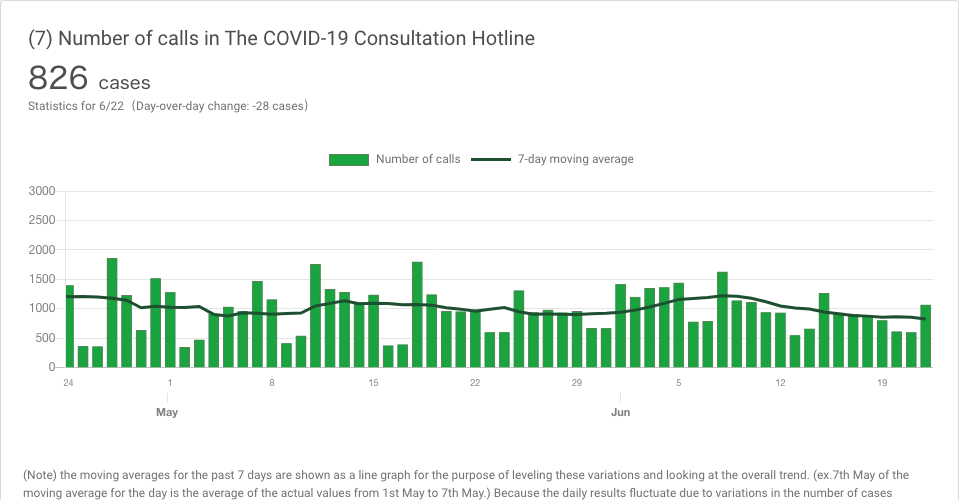 (7) Number of calls in The COVID-19 Consultation Hotline
826 cases
Statistics for 6/22 (Day-over-day change: -28 cases)
Number of calls 7-day moving average
3000
2500
2000
1500
1000
500
0
24 1 8 15 22 29 5 12 19
May Jun
(Note) the moving averages for the past 7 days are shown as a line graph for the purpose of leveling these variations and looking at the overall trend. (ex.7th May of the
moving average for the day is the average of the actual values from 1st May to 7th May.) Because the daily results fluctuate due to variations in the number of cases